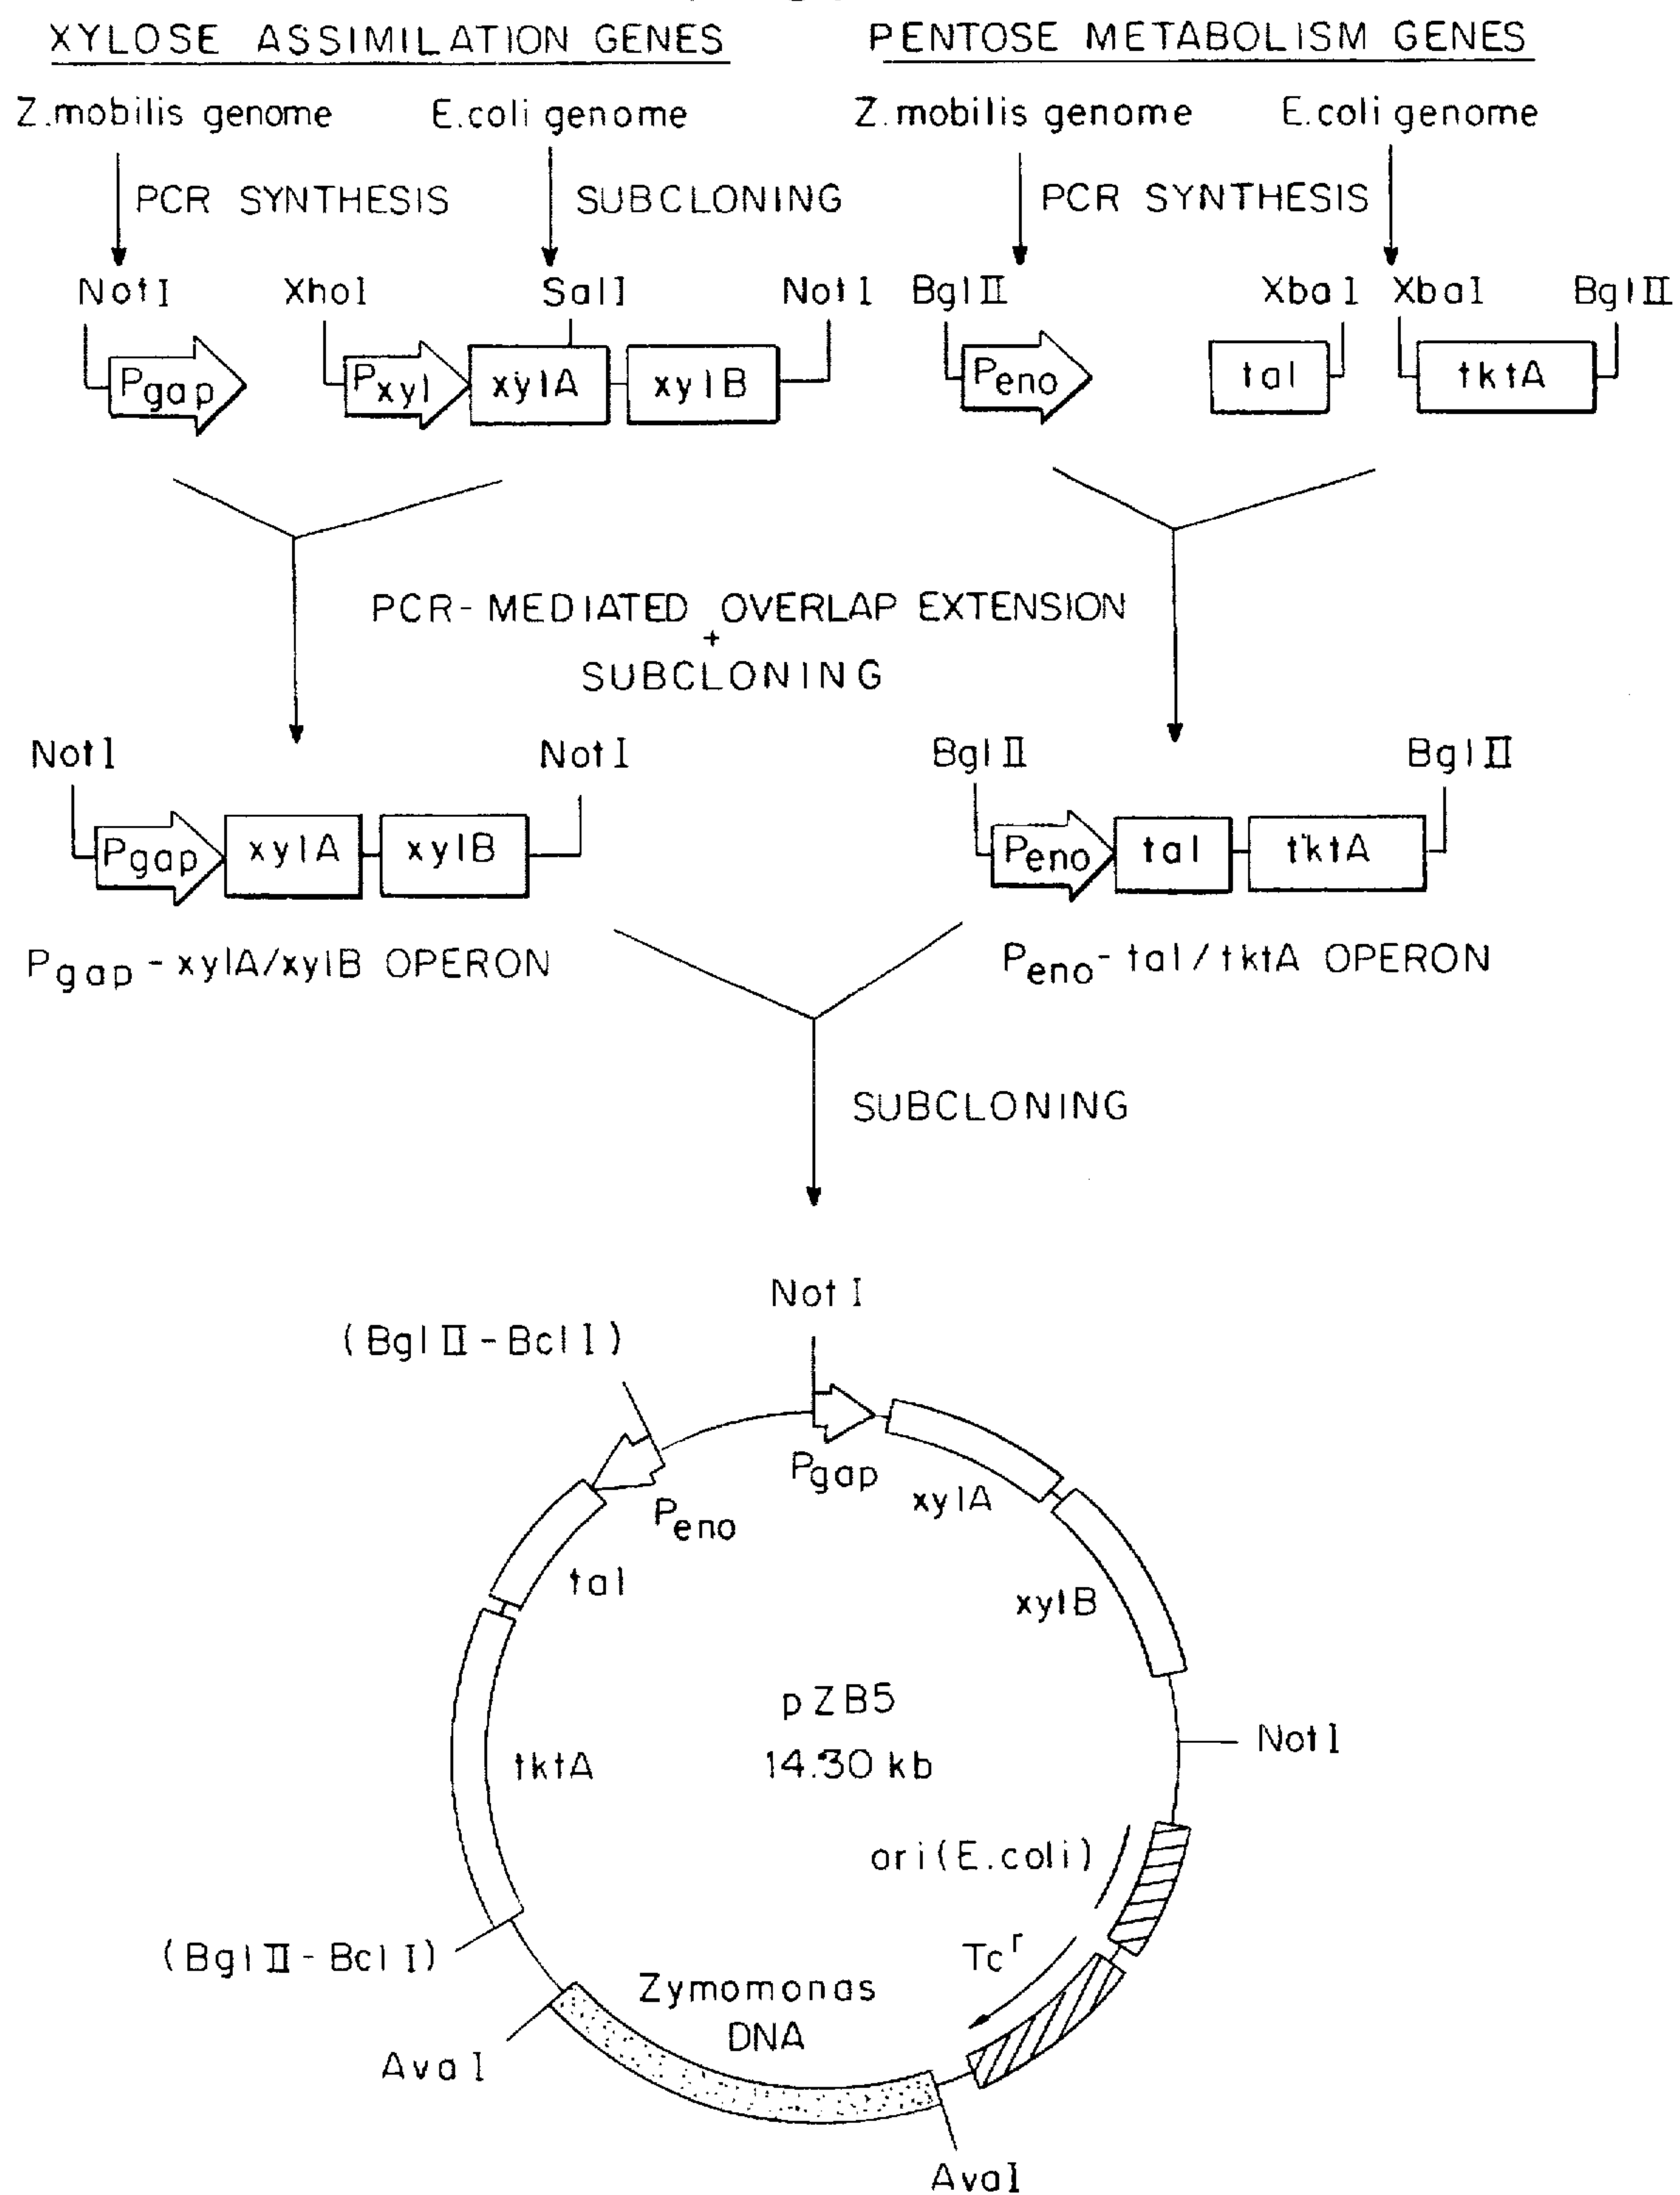 XYLOSE ASSIMILATION GENES
PENTOSE METABOLISM GENES
Z.mobilis genome
E.coli genome
Z.mobilis genome
E.coli genome
PCR SYNTHESIS
SUBCLONING
PCR SYNTHESIS
NotI
XhoI
SalI
NotI
BglII
XbaI
XbaI
BglII
Pgap
Pxyl
xylA
xylB
Peno
tal
tktA
PCR-MEDIATED OVERLAP EXTENSION
+
SUBCLONING
NotI
NotI
BglII
BglII
Pgap
xylA
xylB
Peno
tal
tktA
Pgap-xylA/xylB OPERON
Peno-tal/tktA OPERON
SUBCLONING
NotI
(BglII-BclI)
Pgap
xylA
Peno
tal
xylB
pZB5
14.30 kb
NotI
tktA
ori(E.coli)
Tcr
(BglII-BclI)
Zymomonas
DNA
AvaI
AvaI